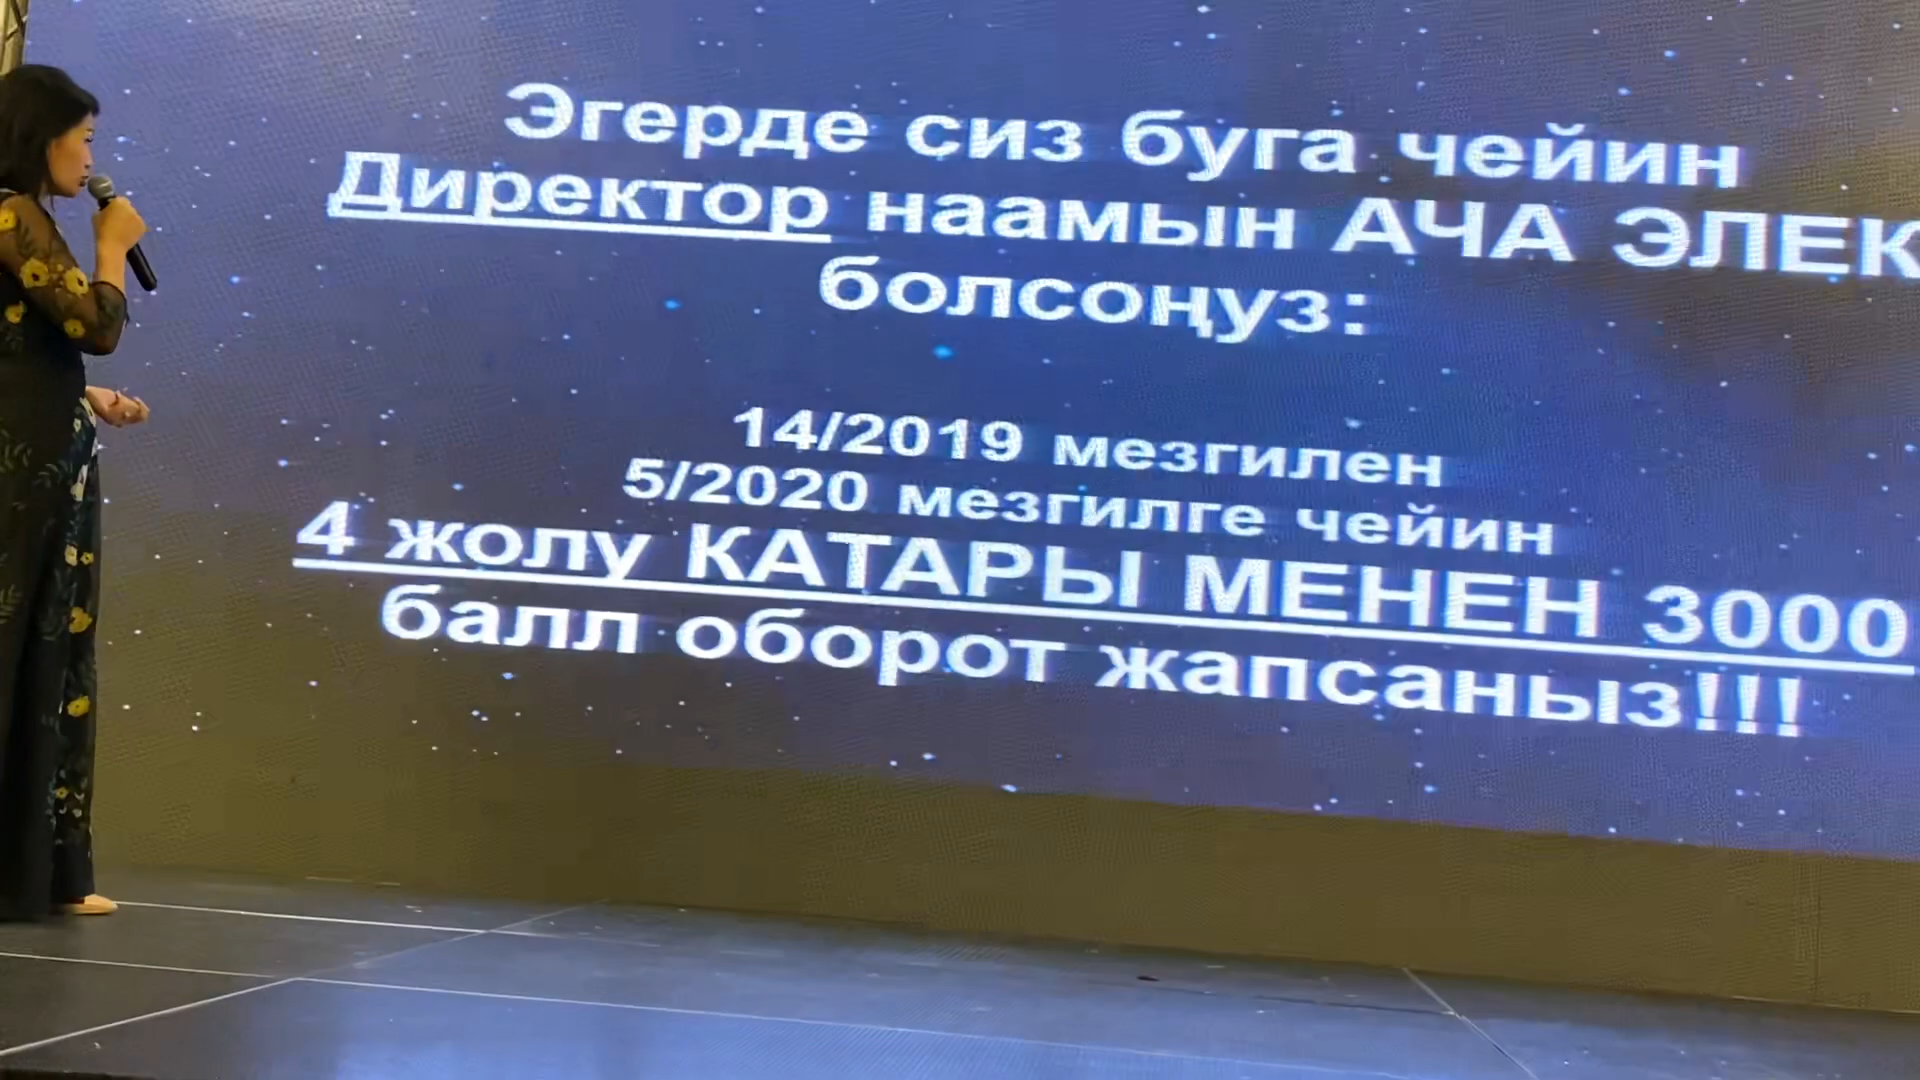 Эгерде сиз буга чейин
Директор наамын АЧА ЭЛЕК
болсоңуз:
14/2019 мезгилен
5/2020 мезгилге чейин
4 жолу КАТАРЫ МЕНЕН 3000
балл оборот жапсаныз!!!